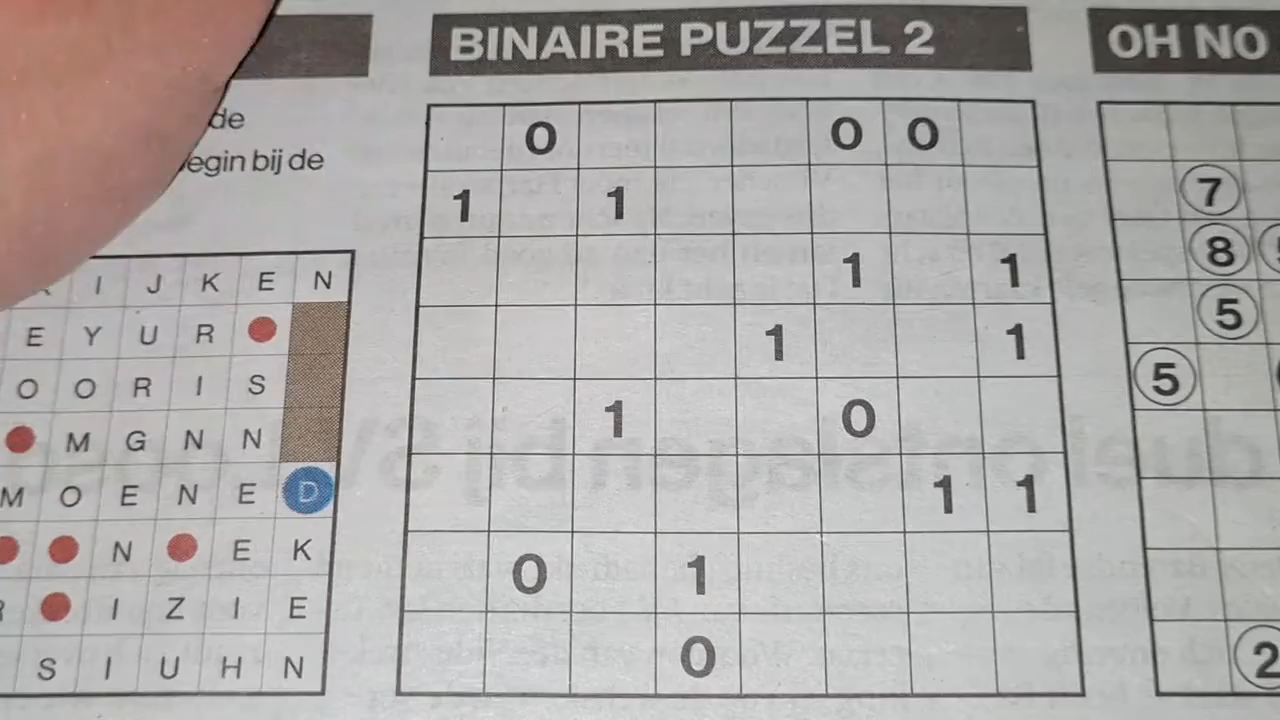 BINAIRE PUZZEL 2
OH NO
de
egin bij de
0 0 0
1 1
1 1
1 1
1 0
1 1
0 1
0
I J K E N
E Y U R
O O R I S
M G N N
M O E N E D
N E K
I Z I E
S I U H N
7
8
5
5
2